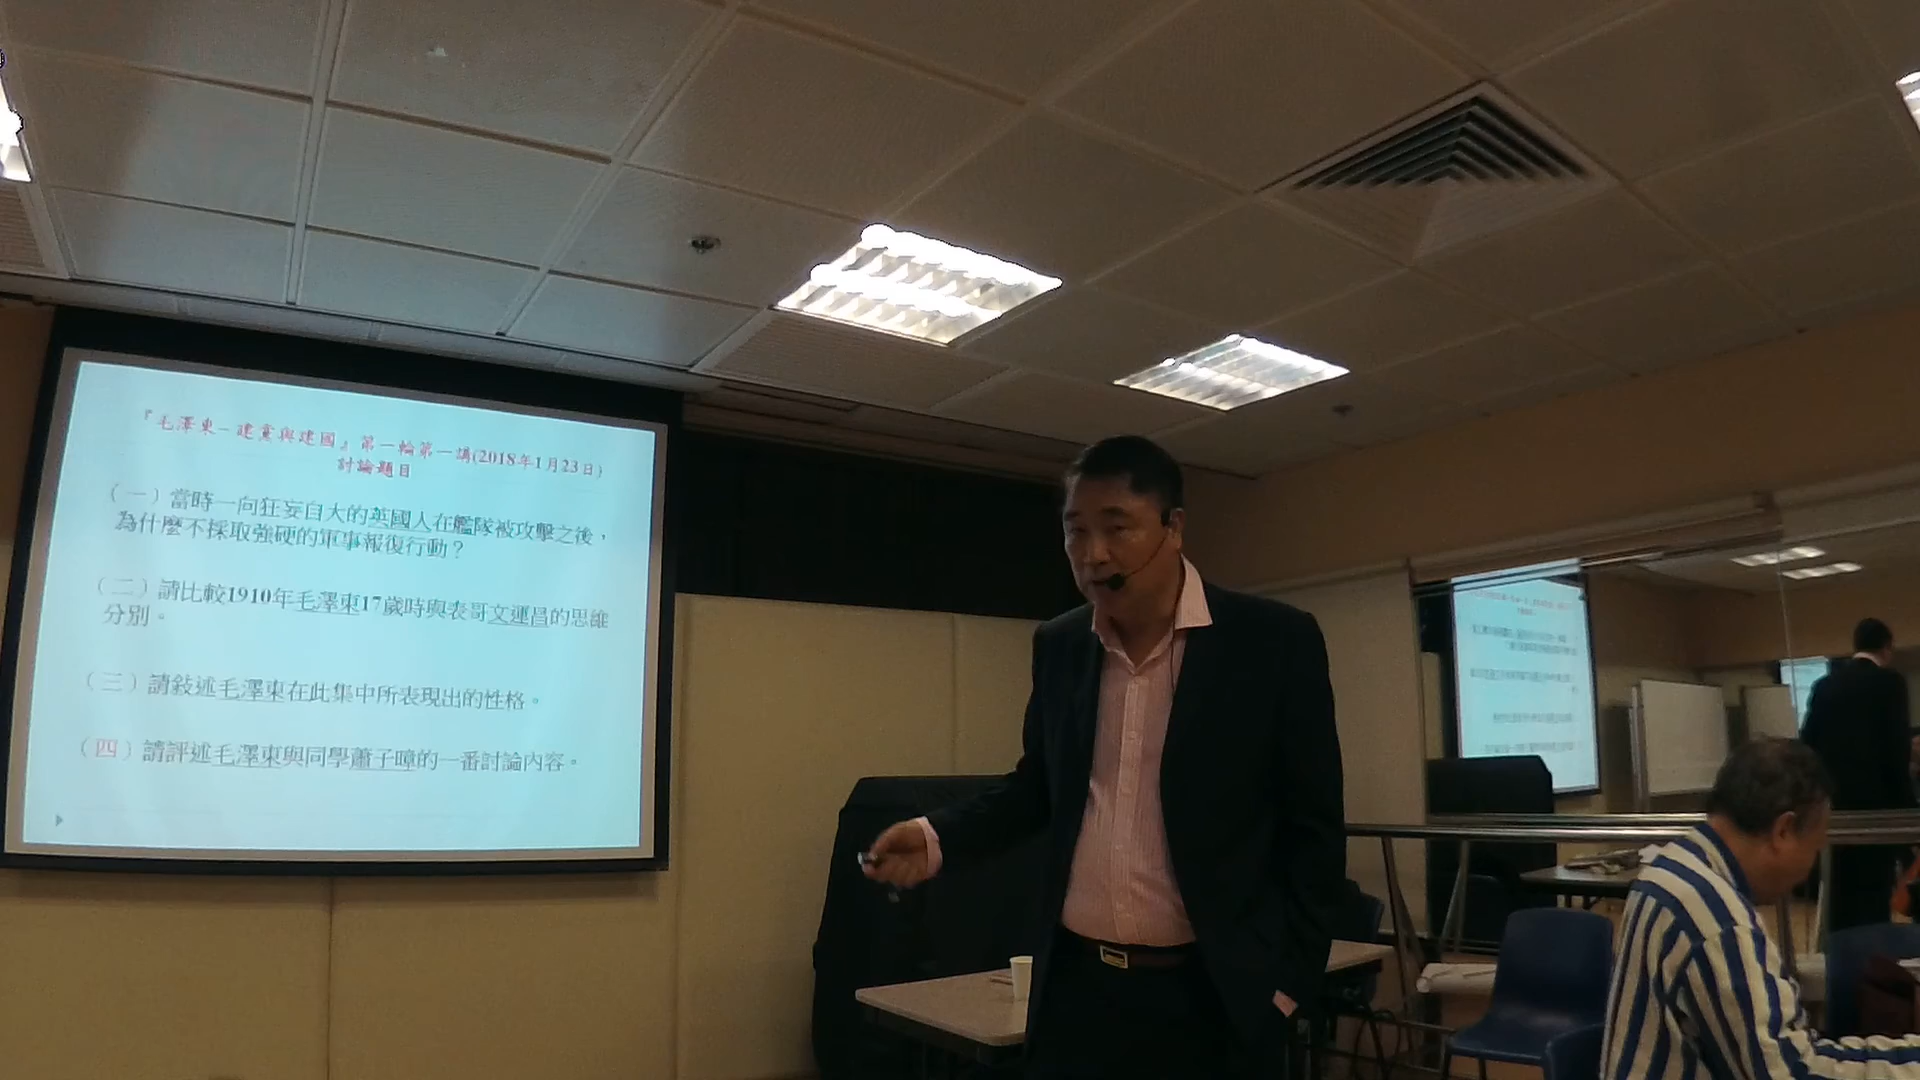 『毛澤東－建黨與建國』第一輪第一講(2018年1月23日)
討論題目
（一）當時一向狂妄自大的英國人在艦隊被攻擊之後，
為什麼不採取強硬的軍事報復行動？
（二）請比較1910年毛澤東17歲時與表哥文運昌的思維
分別。
（三）請敍述毛澤東在此集中所表現出的性格。
（四）請評述毛澤東與同學蕭子暲的一番討論內容。